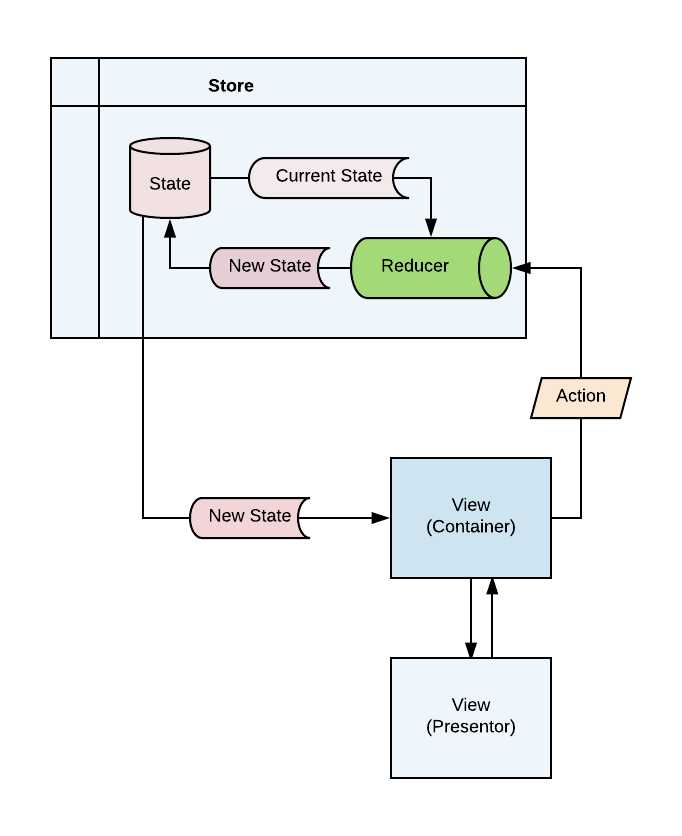 Store
State
Current State
New State
Reducer
Action
New State
View
(Container)
View
(Presentor)